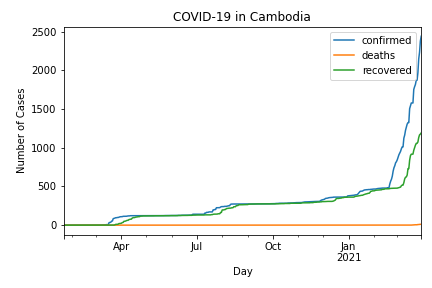 COVID-19 in Cambodia
2500
2000
1500
1000
500
0
Number of Cases
confirmed
deaths
recovered
Apr
Jul
Oct
Jan
2021
Day